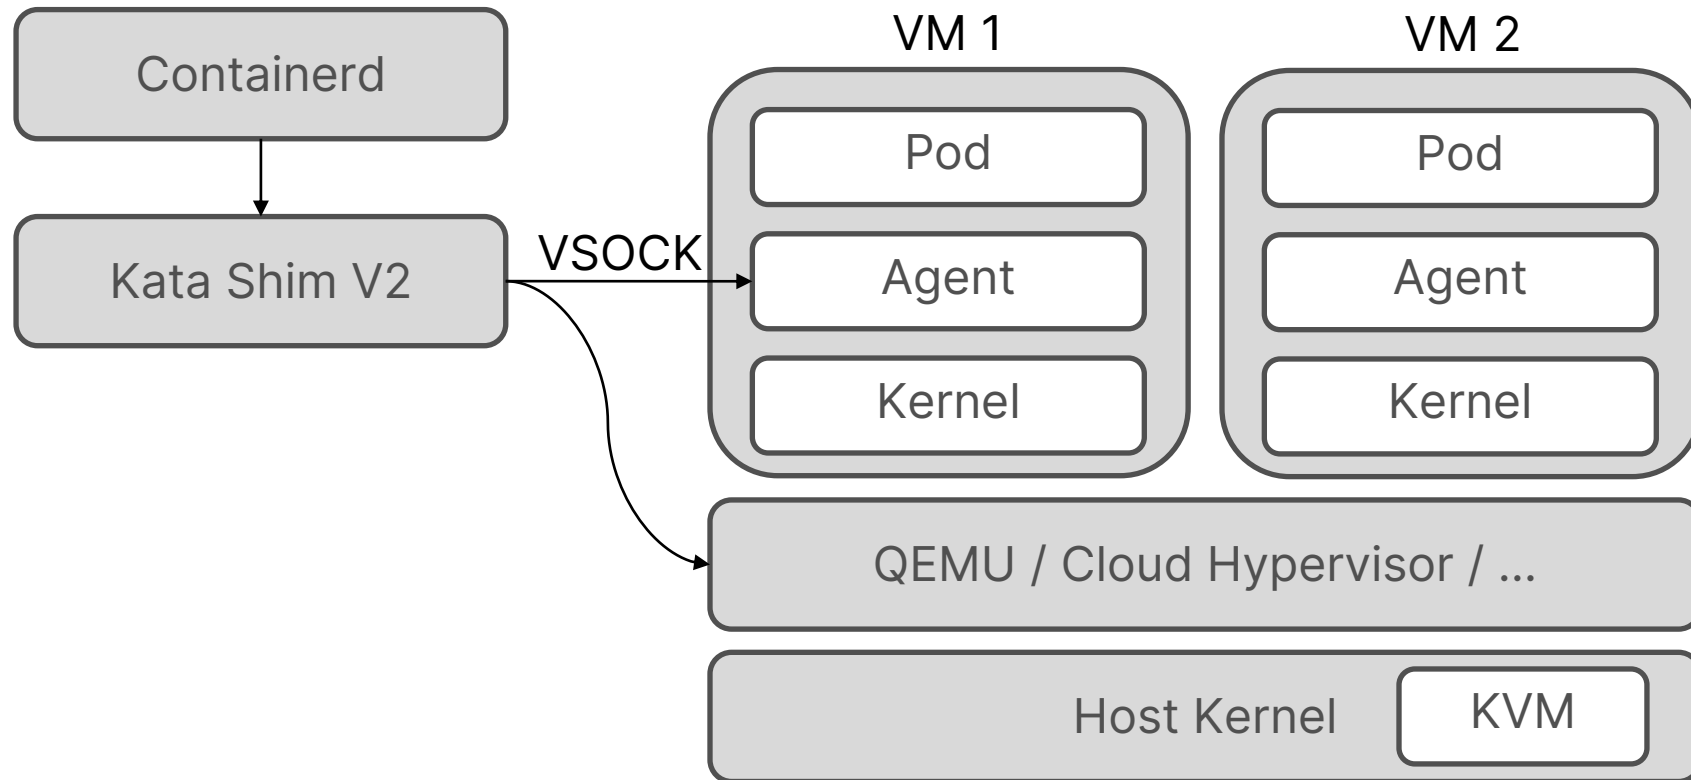 Containerd
Kata Shim V2
VSOCK
VM 1
Pod
Agent
Kernel
VM 2
Pod
Agent
Kernel
QEMU / Cloud Hypervisor / ...
Host Kernel
KVM